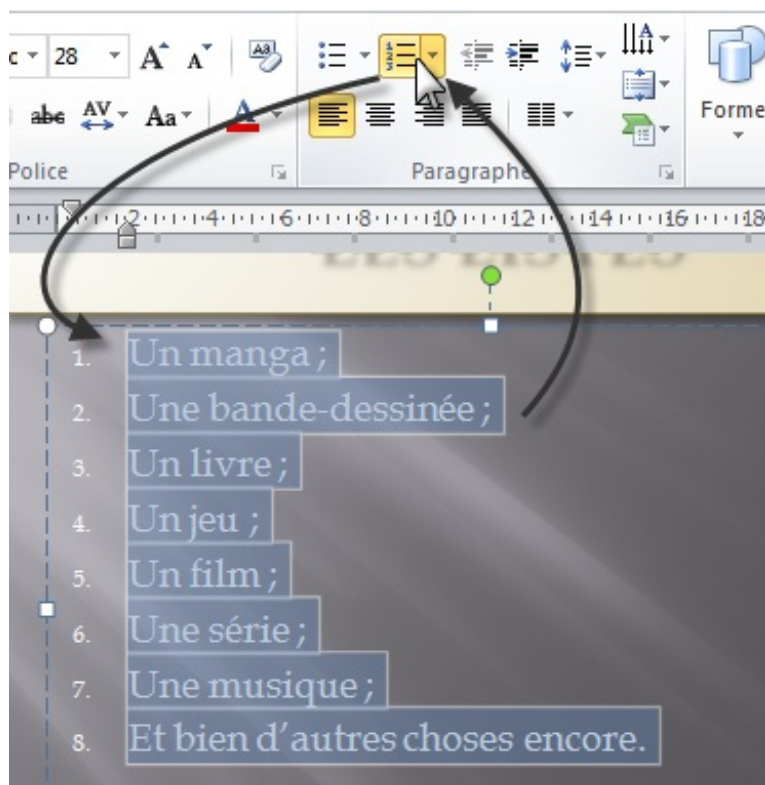 28 A A Aa
abc AV Aa A Forme
Police Paragraphe
2 4 6 8 10 12 14 16 18
1. Un manga ;
2. Une bande-dessinée ;
3. Un livre ;
4. Un jeu ;
5. Un film ;
6. Une série ;
7. Une musique ;
8. Et bien d’autres choses encore.